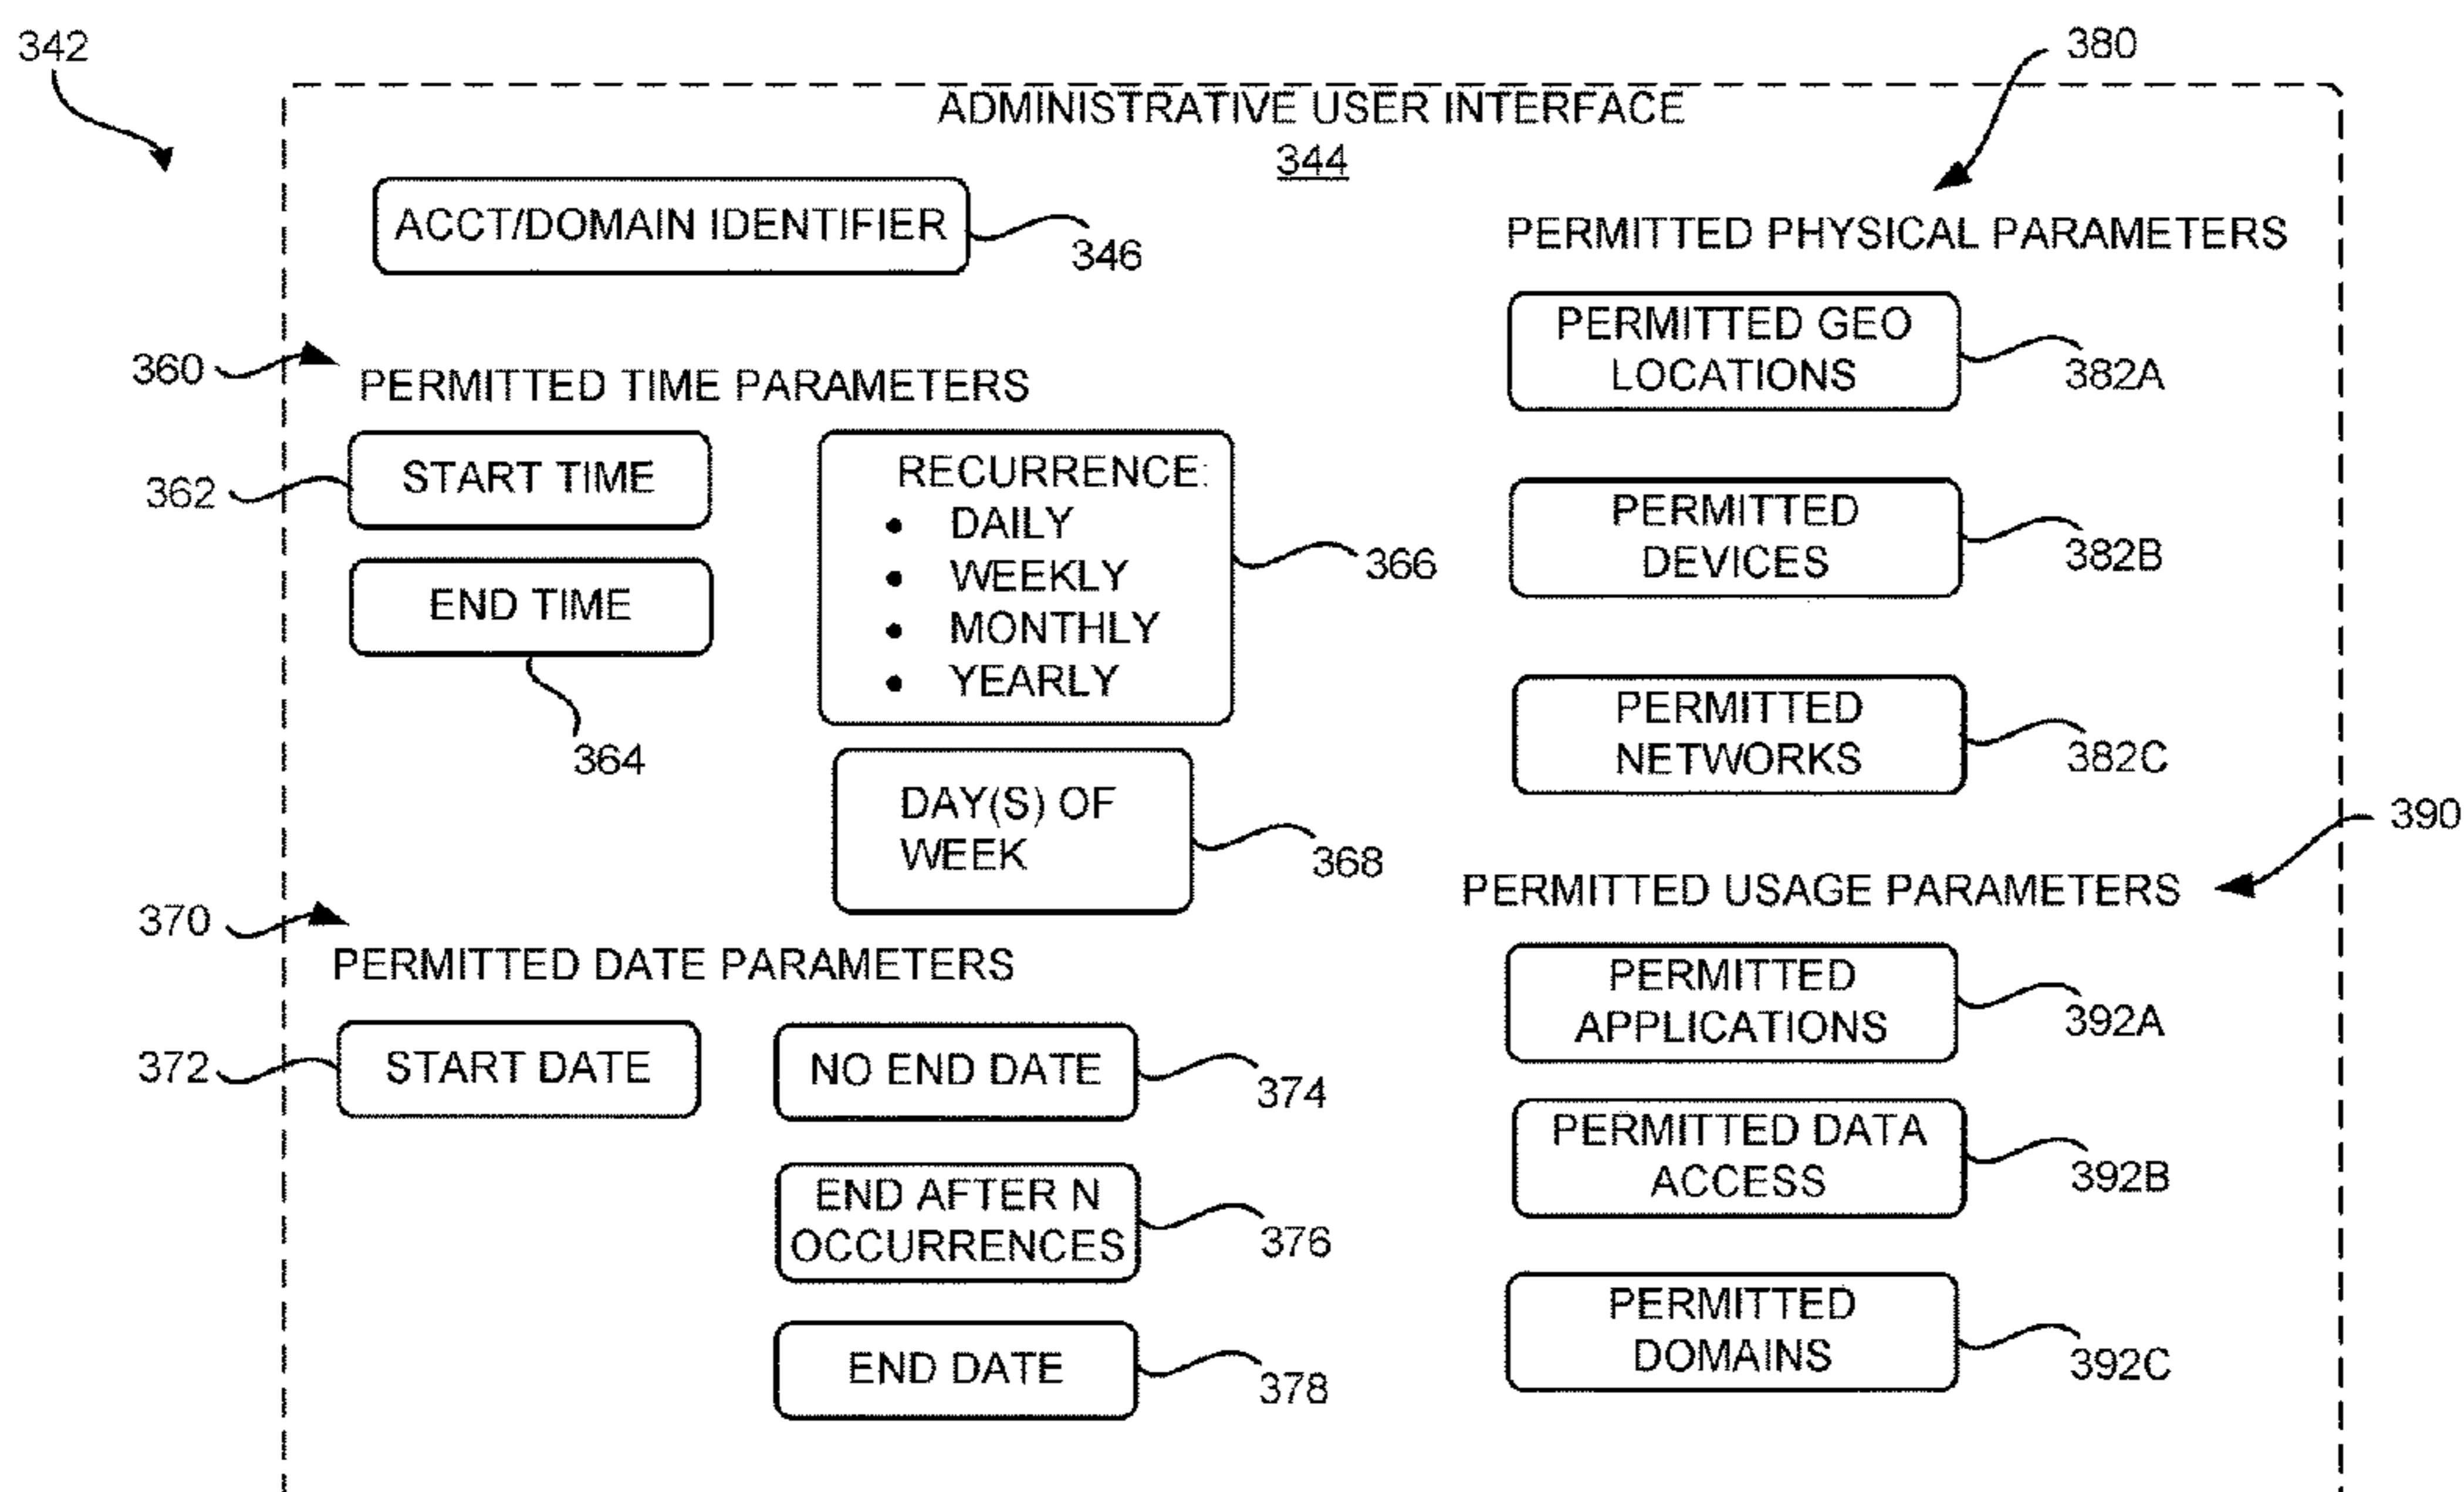 342
380
ADMINISTRATIVE USER INTERFACE
344
ACCT/DOMAIN IDENTIFIER
346
360
PERMITTED TIME PARAMETERS
362
START TIME
END TIME
364
RECURRENCE:
• DAILY
• WEEKLY
• MONTHLY
• YEARLY
366
DAY(S) OF
WEEK
368
370
PERMITTED DATE PARAMETERS
372
START DATE
NO END DATE
374
END AFTER N
OCCURRENCES
376
END DATE
378
PERMITTED PHYSICAL PARAMETERS
PERMITTED GEO
LOCATIONS
382A
PERMITTED
DEVICES
382B
PERMITTED
NETWORKS
382C
390
PERMITTED USAGE PARAMETERS
PERMITTED
APPLICATIONS
392A
PERMITTED DATA
ACCESS
392B
PERMITTED
DOMAINS
392C